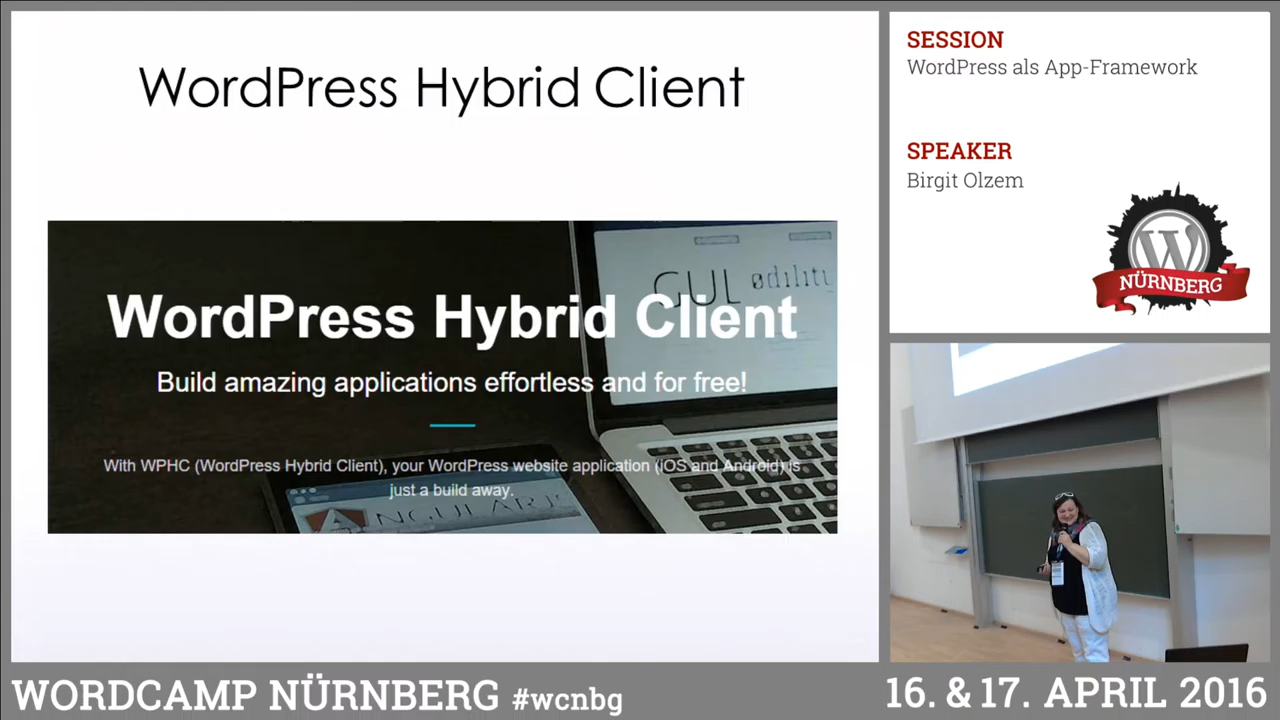 WordPress Hybrid Client
WordPress Hybrid Client
Build amazing applications effortless and for free!
With WPHC (WordPress Hybrid Client), your WordPress website application (iOS and Android) is
just a build away.
SESSION
WordPress als App-Framework
SPEAKER
Birgit Olzem
W
NÜRNBERG
WORDCAMP NÜRNBERG #wcnbg
16. & 17. APRIL 2016